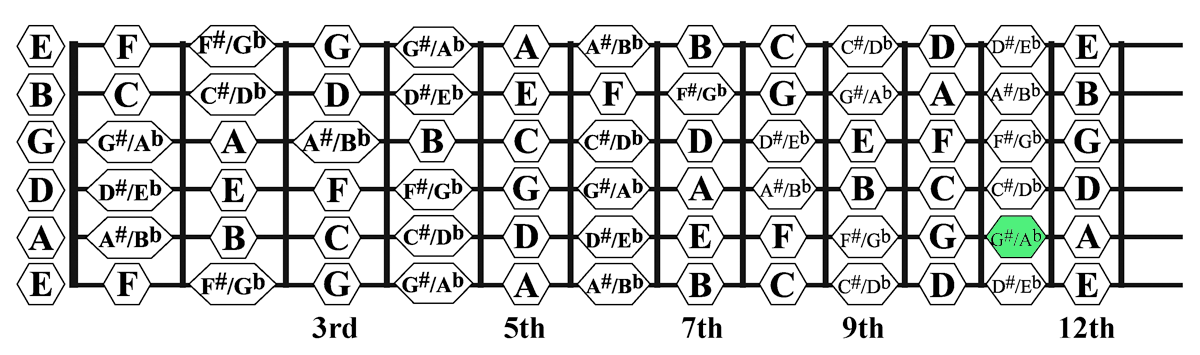 E F F#/Gb G G#/Ab A A#/Bb B C C#/Db D D#/Eb E
B C C#/Db D D#/Eb E F F#/Gb G G#/Ab A A#/Bb B
G G#/Ab A A#/Bb B C C#/Db D D#/Eb E F F#/Gb G
D D#/Eb E F F#/Gb G G#/Ab A A#/Bb B C C#/Db D
A A#/Bb B C C#/Db D D#/Eb E F F#/Gb G G#/Ab A
E F F#/Gb G G#/Ab A A#/Bb B C C#/Db D D#/Eb E
3rd 5th 7th 9th 12th